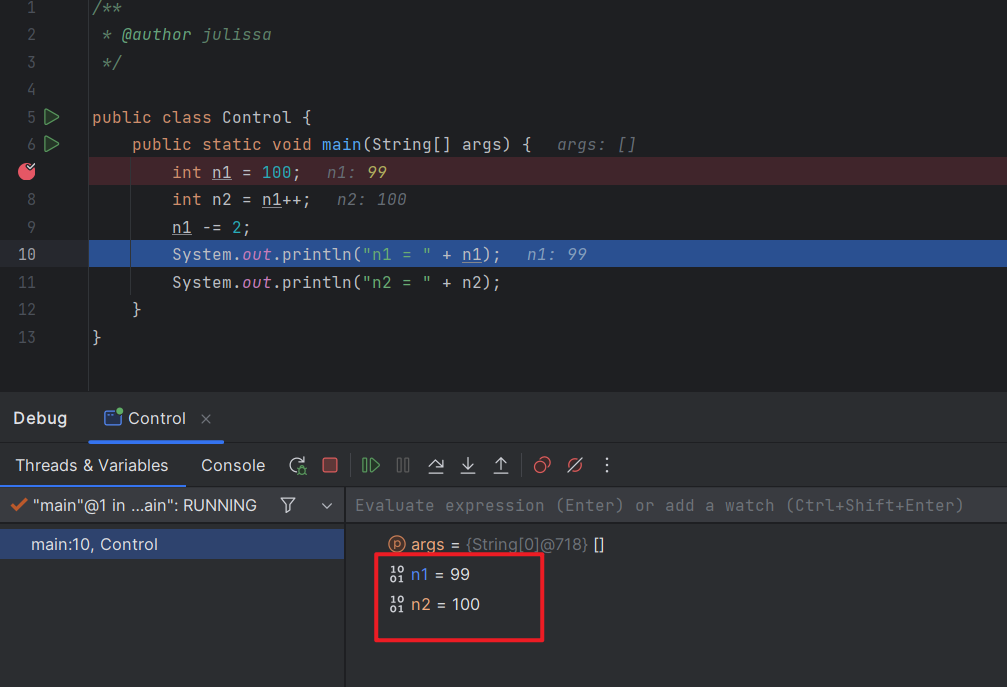 1 /**
2 * @author julissa
3 */
4
5 public class Control {
6 public static void main(String[] args) { args: []
int n1 = 100; n1: 99
8 int n2 = n1++; n2: 100
9 n1 -= 2;
10 System.out.println("n1 = " + n1); n1: 99
11 System.out.println("n2 = " + n2);
12 }
13 }
Debug Control
Threads & Variables Console
"main"@1 in ...ain": RUNNING Evaluate expression (Enter) or add a watch (Ctrl+Shift+Enter)
main:10, Control
args = {String[0]@718} []
n1 = 99
n2 = 100